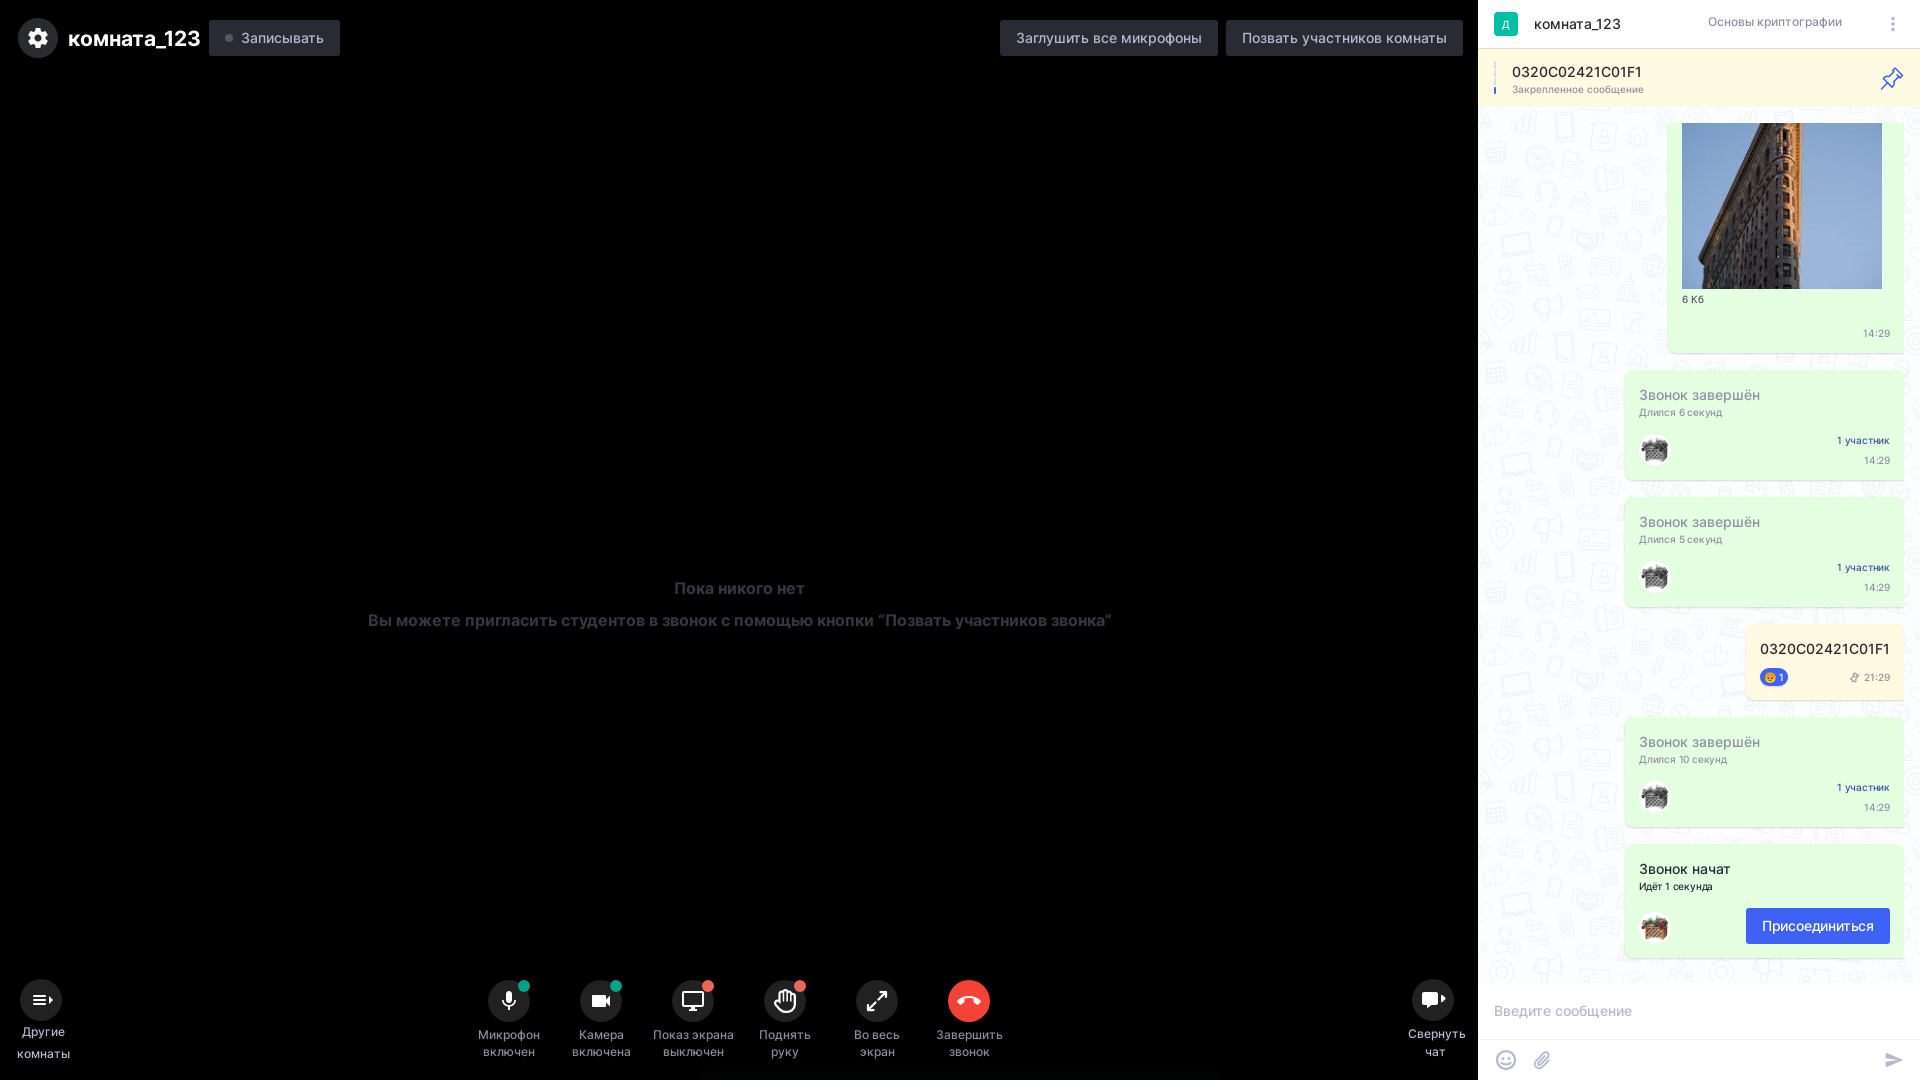 комната_123
Записывать
Заглушить все микрофоны
Позвать участников комнаты
Д
комната_123
Основы криптографии
0320C02421C01F1
Закрепленное сообщение
6 Кб
14:29
Звонок завершён
Длился 6 секунд
1 участник
14:29
Звонок завершён
Длился 5 секунд
1 участник
14:29
0320C02421C01F1
1
21:29
Звонок завершён
Длился 10 секунд
1 участник
14:29
Звонок начат
Идёт 1 секунда
Присоединиться
Пока никого нет
Вы можете пригласить студентов в звонок с помощью кнопки “Позвать участников звонка”
Другие
комнаты
Микрофон
включен
Камера
включена
Показ экрана
выключен
Поднять
руку
Во весь
экран
Завершить
звонок
Свернуть
чат
Введите сообщение